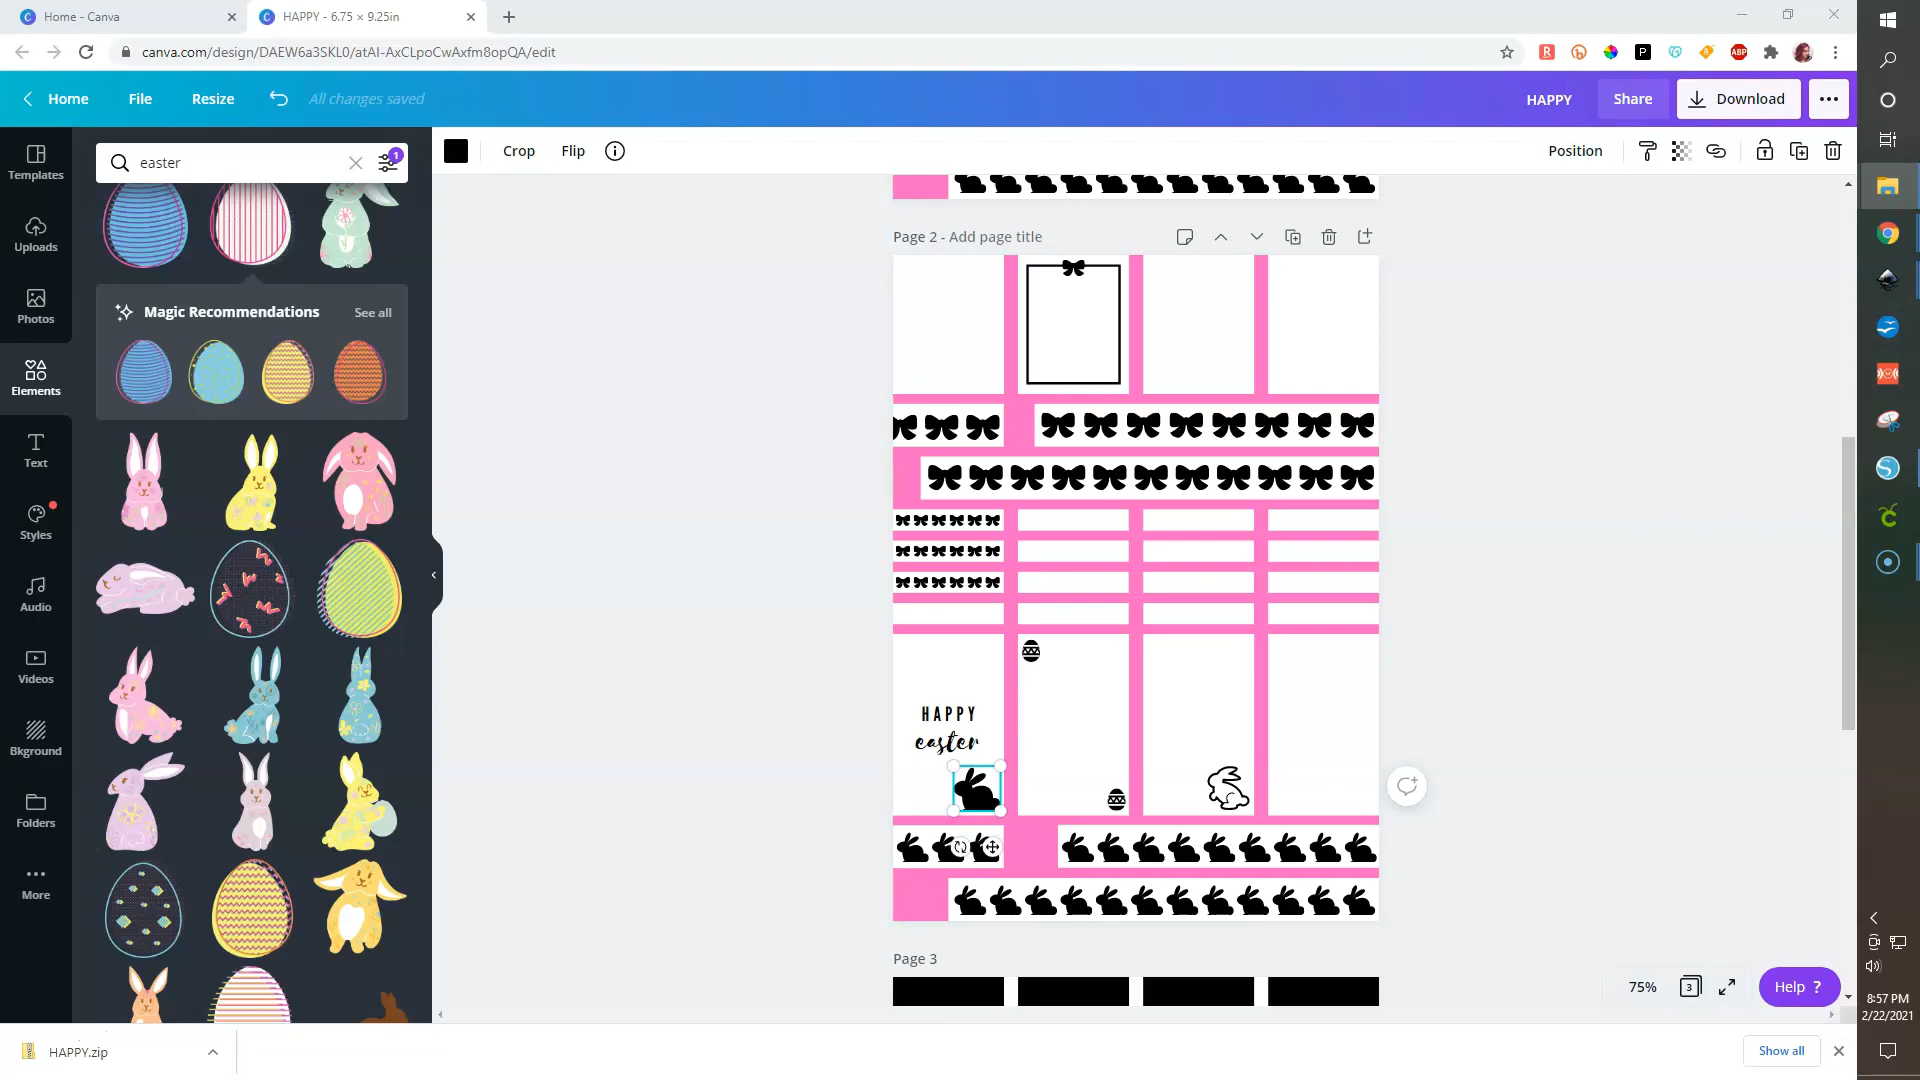 Home - Canva
HAPPY - 6.75 × 9.25in
canva.com/design/DAEW6a3SKL0/atAI-AxCLpoCwAxfm8opQA/edit
ABP
Home
File
Resize
All changes saved
HAPPY
Share
Download
Templates
Uploads
Photos
Elements
Text
Styles
Audio
Videos
Bkground
Folders
More
easter
1
Magic Recommendations
See all
Crop
Flip
Position
Page 2 - Add page title
HAPPY
easter
Page 3
75%
3
Help ?
8:57 PM
2/22/2021
HAPPY.zip
Show all